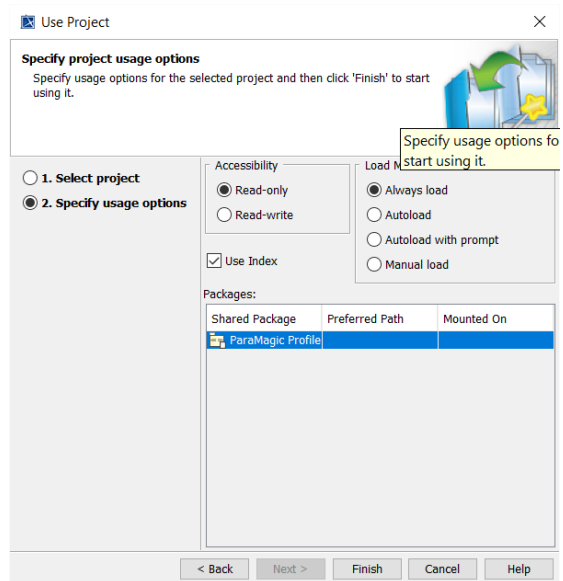 Use Project
Specify project usage options
Specify usage options for the selected project and then click 'Finish' to start
using it.
Specify usage options fo
start using it.
1. Select project
2. Specify usage options
Accessibility
Read-only
Read-write
Use Index
Load M
Always load
Autoload
Autoload with prompt
Manual load
Packages:
Shared Package Preferred Path Mounted On
ParaMagic Profile
< Back Next > Finish Cancel Help